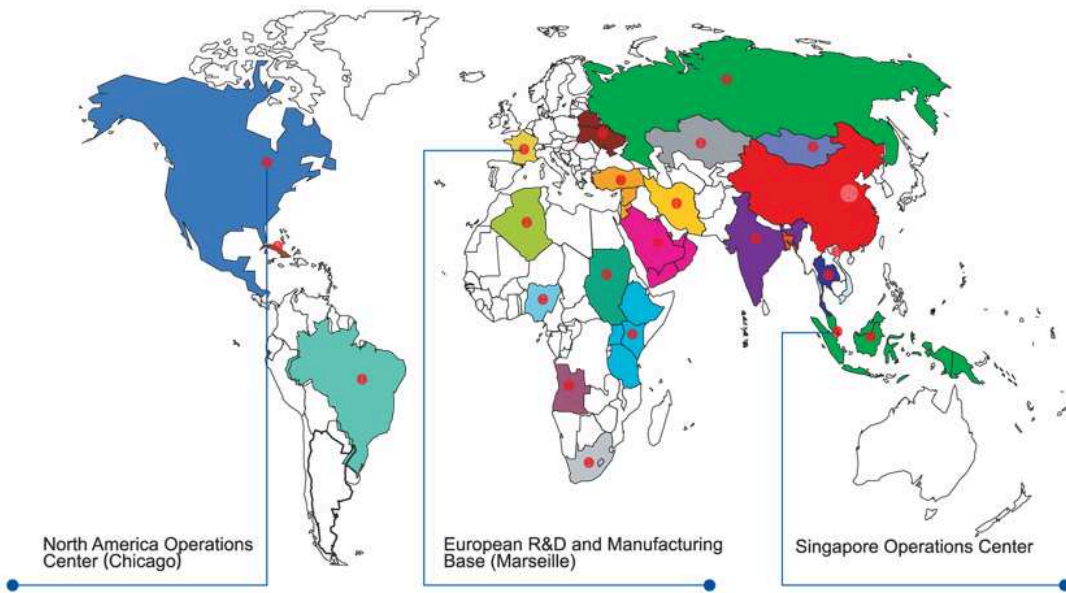 North America Operations
Center (Chicago)
European R&D and Manufacturing
Base (Marseille)
Singapore Operations Center